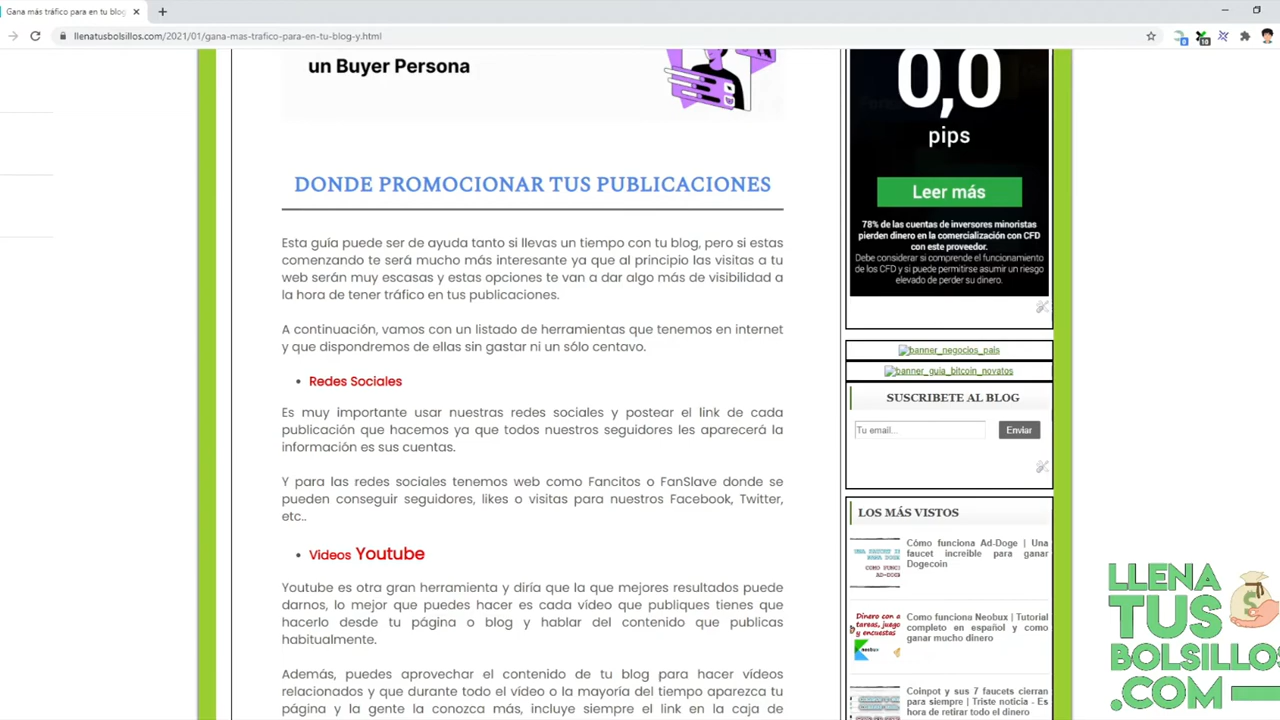 Gana más tráfico para en tu blog
llenatusbolsillos.com/2021/01/gana-mas-trafico-para-en-tu-blog-y.html
un Buyer Persona
DONDE PROMOCIONAR TUS PUBLICACIONES
Esta guía puede ser de ayuda tanto si llevas un tiempo con tu blog, pero si estas
comenzando te será mucho más interesante ya que al principio las visitas a tu
web serán muy escasas y estas opciones te van a dar algo más de visibilidad a
la hora de tener tráfico en tus publicaciones.
A continuación, vamos con un listado de herramientas que tenemos en internet
y que dispondremos de ellas sin gastar ni un sólo centavo.
Redes Sociales
Es muy importante usar nuestras redes sociales y postear el link de cada
publicación que hacemos ya que todos nuestros seguidores les aparecerá la
información es sus cuentas.
Y para las redes sociales tenemos web como Fancitos o FanSlave donde se
pueden conseguir seguidores, likes o visitas para nuestros Facebook, Twitter,
etc..
Videos Youtube
Youtube es otra gran herramienta y diría que la que mejores resultados puede
darnos, lo mejor que puedes hacer es cada vídeo que publiques tienes que
hacerlo desde tu página o blog y hablar del contenido que publicas
habitualmente.
Además, puedes aprovechar el contenido de tu blog para hacer vídeos
relacionados y que durante todo el vídeo o la mayoría del tiempo aparezca tu
página y la gente la conozca mas, incluye siempre el link en la caja de
0,0
pips
Leer más
78% de las cuentas de inversores minoristas
pierden dinero en la comercialización con CFD
con este proveedor.
Debe considerar si comprende el funcionamiento
de los CFD y si puede permitirse asumir un riesgo
elevado de perder su dinero.
banner_negocios_pais
banner_guia_bitcoin_novatos
SUSCRIBETE AL BLOG
Tu email...
Enviar
LOS MÁS VISTOS
Cómo funciona Ad-Doge | Una
faucet increible para ganar
Dogecoin
Como funciona Neobux | Tutorial
completo en español y como
ganar mucho dinero
Dinero con a
tareas, juego
y encuestas
Coinpot y sus 7 faucets cierran
para siempre | Triste noticia - Es
hora de retirar todo el dinero
LLENA
TUS
BOLSILLOS
.COM